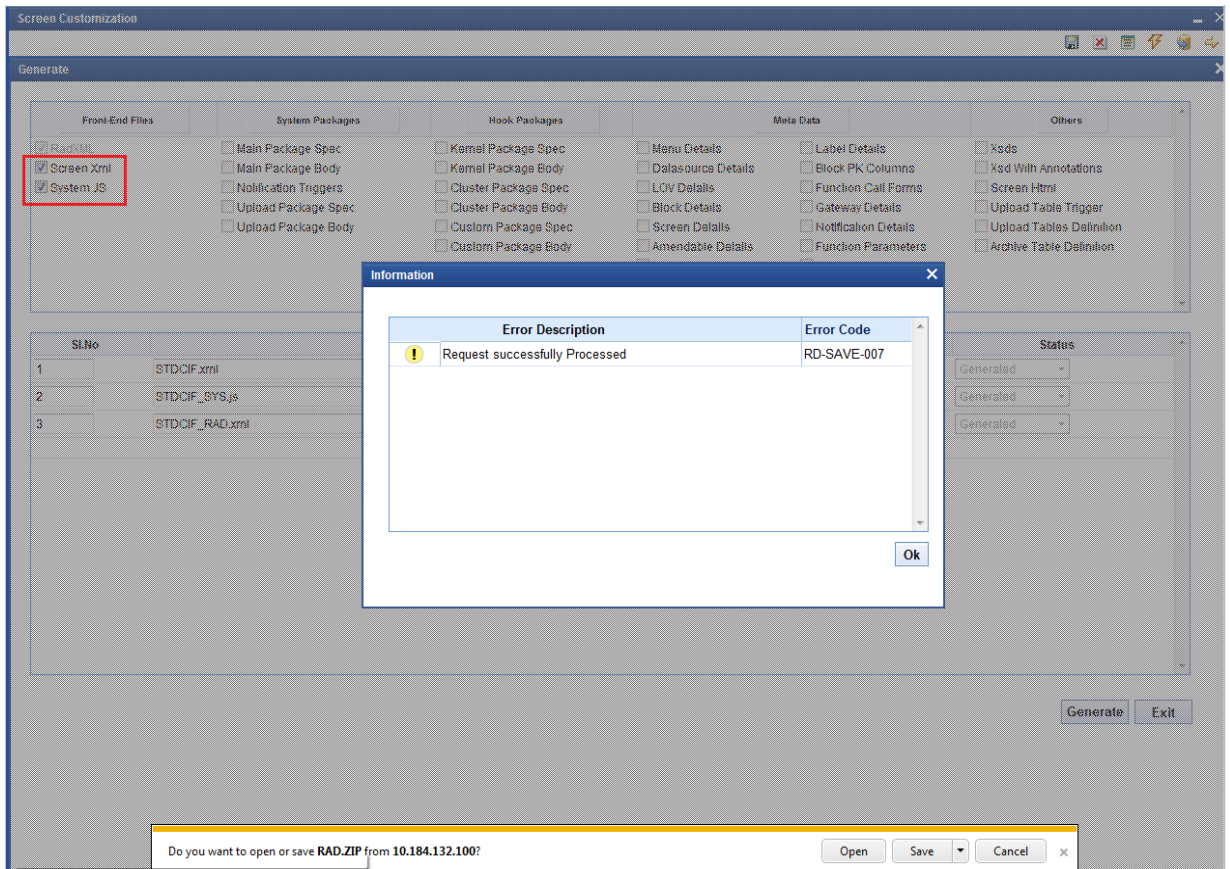 Screen Customization
Generate
Front-End Files System Packages Hook Packages Meta Data Others
RadXML Main Package Spec Kernel Package Spec Menu Details Label Details Xsds
Screen Xml Main Package Body Kernel Package Body Datasource Details Block PK Columns Xsd With Annotations
System JS Notification Triggers Cluster Package Spec LOV Details Function Call Forms Screen Html
Upload Package Spec Cluster Package Body Block Details Gateway Details Upload Table Trigger
Upload Package Body Custom Package Spec Screen Details Notification Details Upload Tables Definition
Custom Package Body Amendable Details Function Parameters Archive Table Definition
Information
Error Description Error Code
Request successfully Processed RD-SAVE-007
Ok
Sl.No Status
1 STDCIF.xml Generated
2 STDCIF_SYS.js Generated
3 STDCIF_RAD.xml Generated
Generate Exit
Do you want to open or save RAD.ZIP from 10.184.132.100? Open Save Cancel